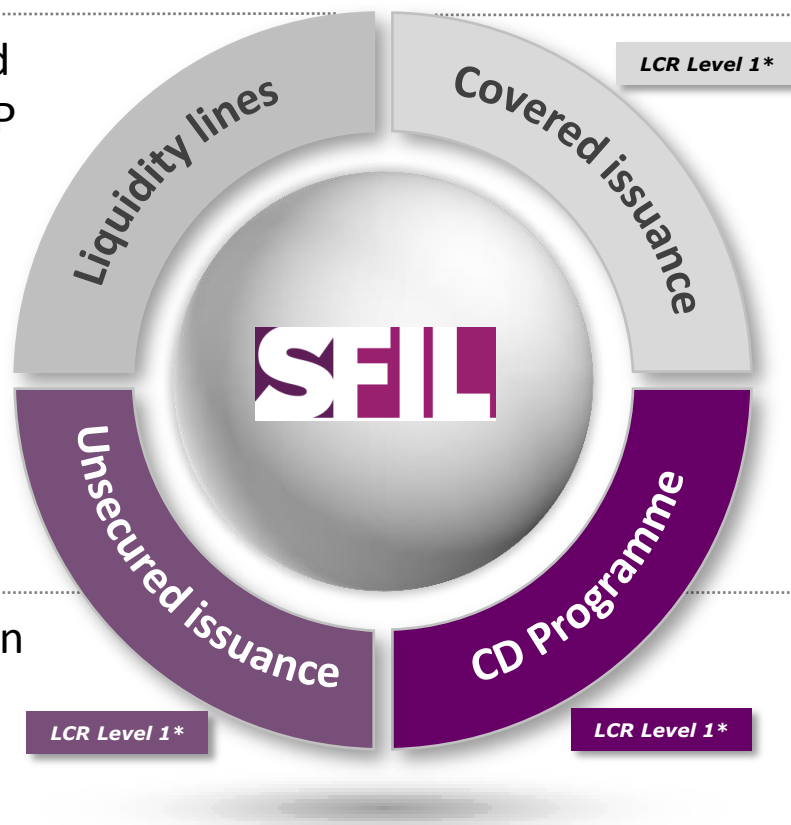 d
P
Liquidity lines
Covered issuance
LCR Level 1*
SFIL
Unsecured issuance
CD Programme
n
LCR Level 1*
LCR Level 1*